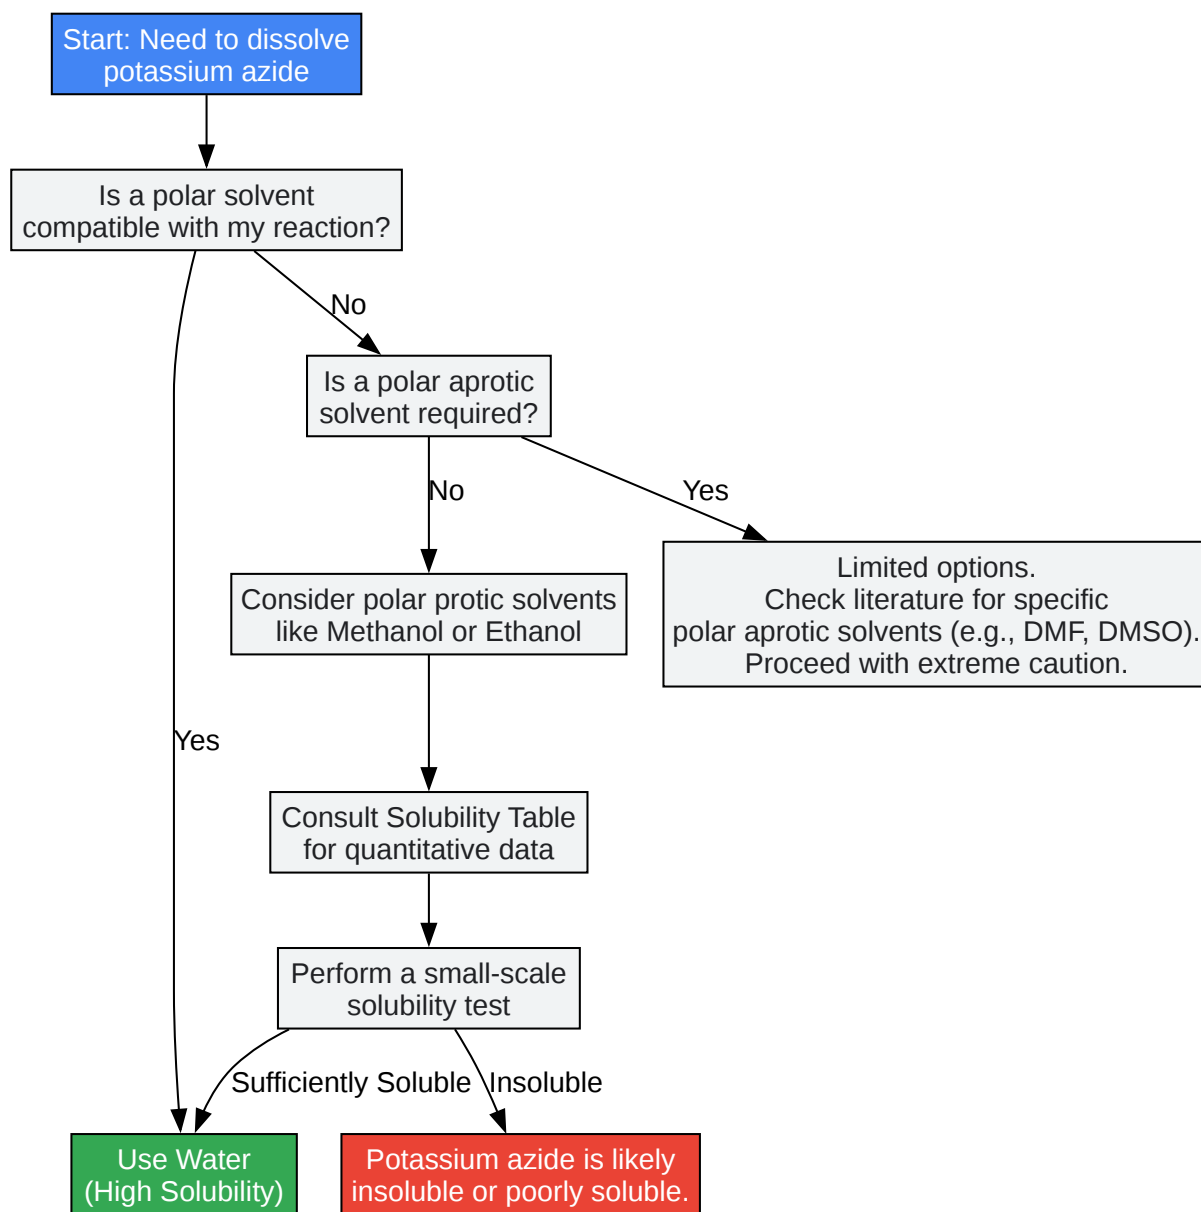 Start: Need to dissolve
potassium azide
Is a polar solvent
compatible with my reaction?
No
Is a polar aprotic
solvent required?
No
Yes
Limited options.
Check literature for specific
polar aprotic solvents (e.g., DMF, DMSO).
Proceed with extreme caution.
Consider polar protic solvents
like Methanol or Ethanol
Yes
Consult Solubility Table
for quantitative data
Perform a small-scale
solubility test
Sufficiently Soluble
Insoluble
Use Water
(High Solubility)
Potassium azide is likely
insoluble or poorly soluble.